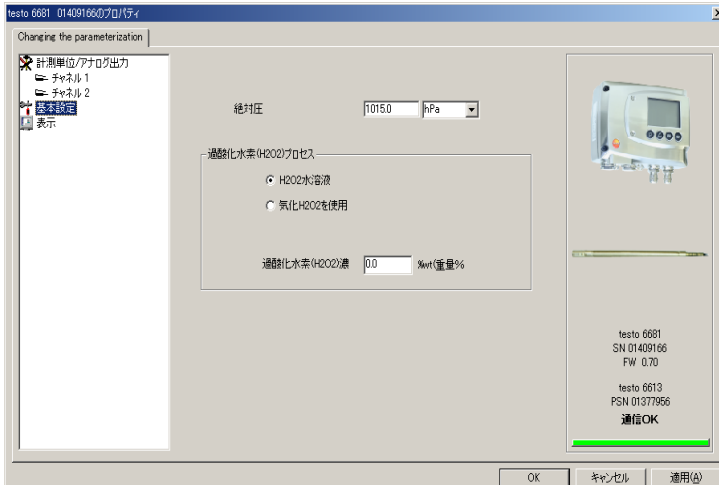 testo 6681 01409166のプロパティ
Changing the parameterization
計測単位/アナログ出力
チャネル 1
チャネル 2
基本設定
表示
絶対圧
1015.0
hPa
過酸化水素(H2O2)プロセス
H2O2水溶液
気化H2O2を使用
過酸化水素(H2O2)濃
0.0
%wt(重量%
testo 6681
SN 01409166
FW 0.70
testo 6613
PSN 01377956
通信OK
OK
キャンセル
適用(A)